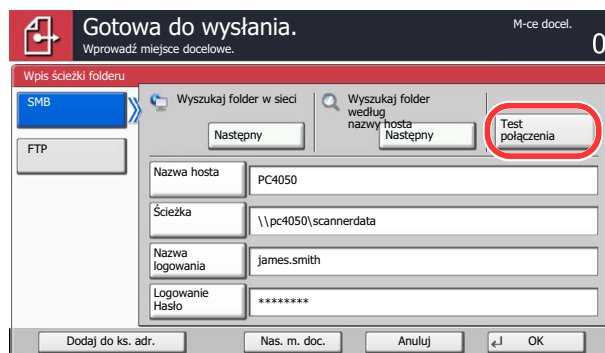 Gotowa do wysłania.
M-ce docel.
Wprowadź miejsce docelowe.
0
Wpis ścieżki folderu
SMB
FTP
Wyszukaj folder w sieci
Następny
Wyszukaj folder
według
nazwy hosta
Następny
Test
połączenia
Nazwa hosta
PC4050
Ścieżka
\\pc4050\scannerdata
Nazwa
logowania
james.smith
Logowanie
Hasło
********
Dodaj do ks. adr.
Nas. m. doc.
Anuluj
OK